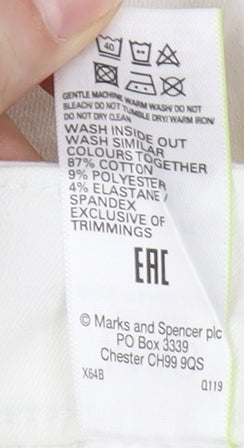 40
GENTLE MACHINE WARM WASH/ DO NOT
BLEACH/ DO NOT TUMBLE DRY/ WARM IRON/
DO NOT DRY CLEAN
WASH INSIDE OUT
WASH SIMILAR
COLOURS TOGETHER
87% COTTON
9% POLYESTER
4% ELASTANE/
SPANDEX
EXCLUSIVE OF
TRIMMINGS
EAC
© Marks and Spencer plc
PO Box 3339
Chester CH99 9QS
X64B Q119